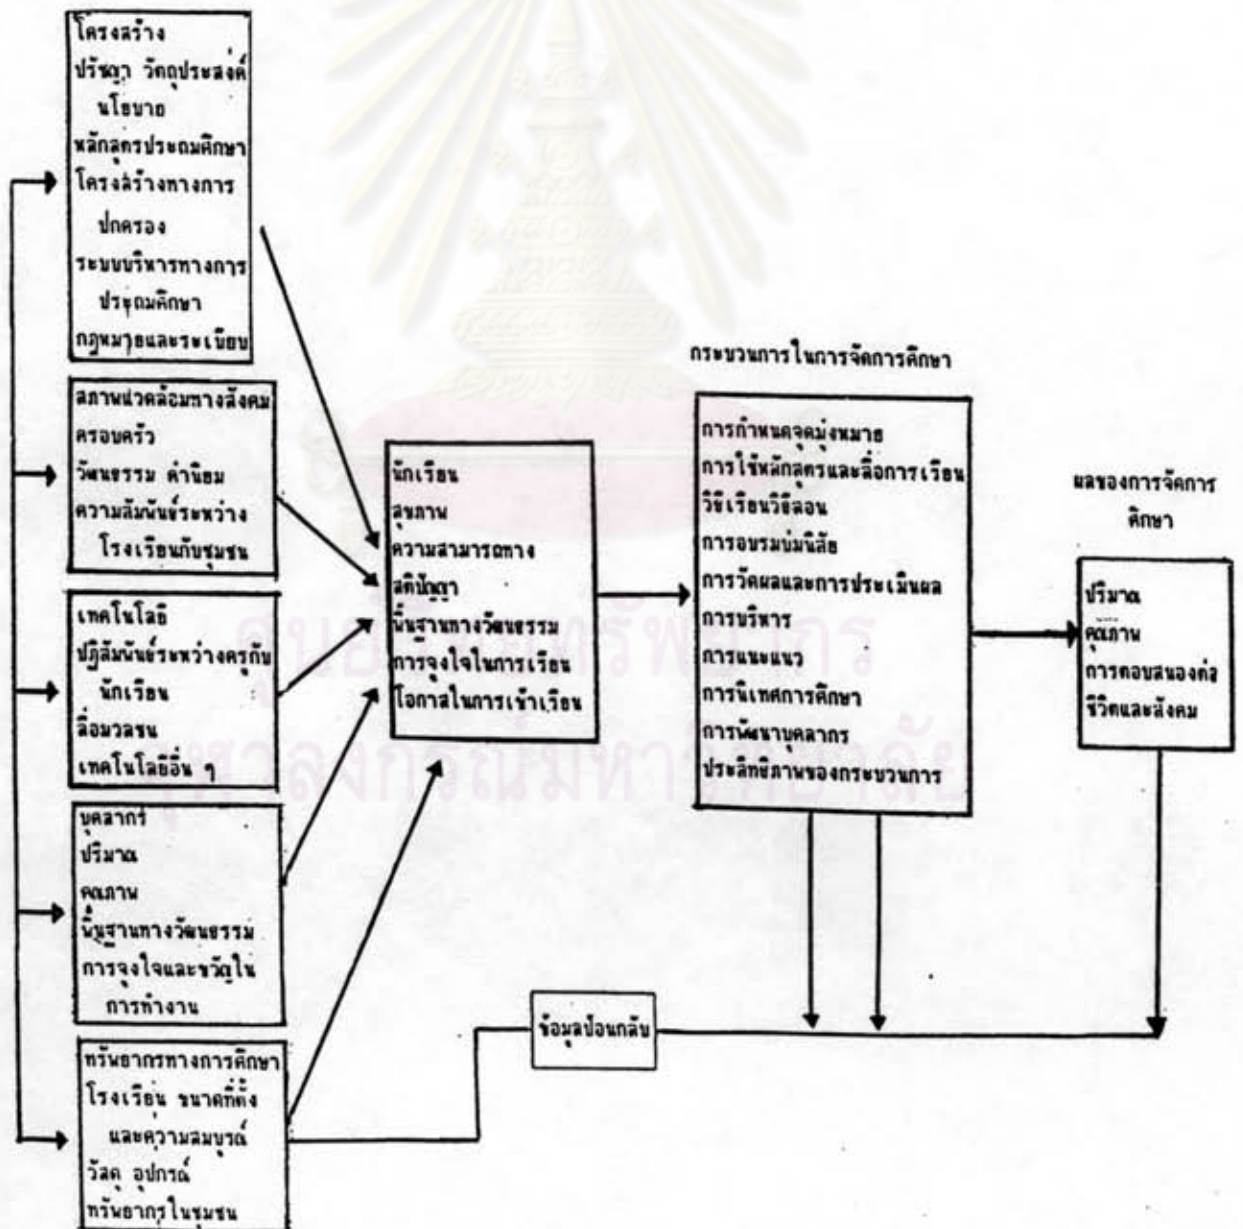 โครงสร้าง
ปรัชญา วัตถุประสงค์
นโยบาย
หลักสูตรประถมศึกษา
โครงสร้างทางการ
ปกครอง
ระบบบริหารทางการ
ประถมศึกษา
กฎหมายและระเบียบ
สภาพแวดล้อมทางสังคม
ครอบครัว
วัฒนธรรม ค่านิยม
ความสัมพันธ์ระหว่าง
โรงเรียนกับชุมชน
เทคโนโลยี
ปฏิสัมพันธ์ระหว่างครูกับ
นักเรียน
สื่อมวลชน
เทคโนโลยีอื่น ๆ
บุคลากร
ปริมาณ
คุณภาพ
พื้นฐานทางวัฒนธรรม
การจูงใจและขวัญใน
การทำงาน
ทรัพยากรทางการศึกษา
โรงเรียน ขนาดที่ตั้ง
และความสมบูรณ์
วัสดุ อุปกรณ์
ทรัพยากรในชุมชน
นักเรียน
สุขภาพ
ความสามารถทาง
สติปัญญา
พื้นฐานทางวัฒนธรรม
การจูงใจในการเรียน
โอกาสในการเข้าเรียน
กระบวนการในการจัดการศึกษา
การกำหนดจุดมุ่งหมาย
การใช้หลักสูตรและสื่อการเรียน
วิธีเรียนวิธีสอน
การอบรมบ่มนิสัย
การวัดผลและการประเมินผล
การบริหาร
การแนะแนว
การนิเทศการศึกษา
การพัฒนาบุคลากร
ประสิทธิภาพของกระบวนการ
ผลของการจัดการ
ศึกษา
ปริมาณ
คุณภาพ
การตอบสนองต่อ
ชีวิตและสังคม
ข้อมูลป้อนกลับ
ศูนย์วิทยทรัพยากร
จุฬาลงกรณ์มหาวิทยาลัย